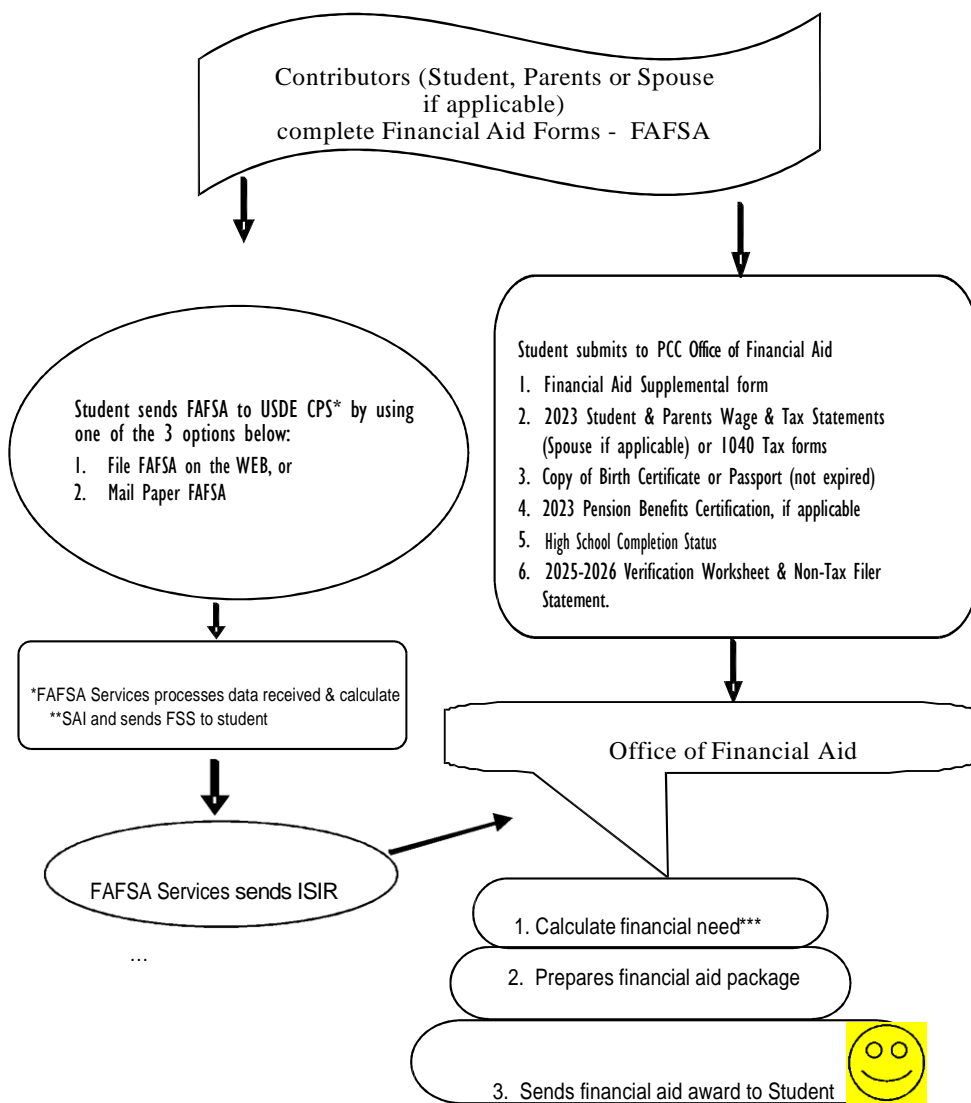 Contributors (Student, Parents or Spouse
if applicable)
complete Financial Aid Forms - FAFSA
Student sends FAFSA to USDE CPS* by using
one of the 3 options below:
1. File FAFSA on the WEB, or
2. Mail Paper FAFSA
*FAFSA Services processes data received & calculate
**SAI and sends FSS to student
FAFSA Services sends ISIR
...
Student submits to PCC Office of Financial Aid
1. Financial Aid Supplemental form
2. 2023 Student & Parents Wage & Tax Statements
(Spouse if applicable) or 1040 Tax forms
3. Copy of Birth Certificate or Passport (not expired)
4. 2023 Pension Benefits Certification, if applicable
5. High School Completion Status
6. 2025-2026 Verification Worksheet & Non-Tax Filer
Statement.
Office of Financial Aid
1. Calculate financial need***
2. Prepares financial aid package
3. Sends financial aid award to Student